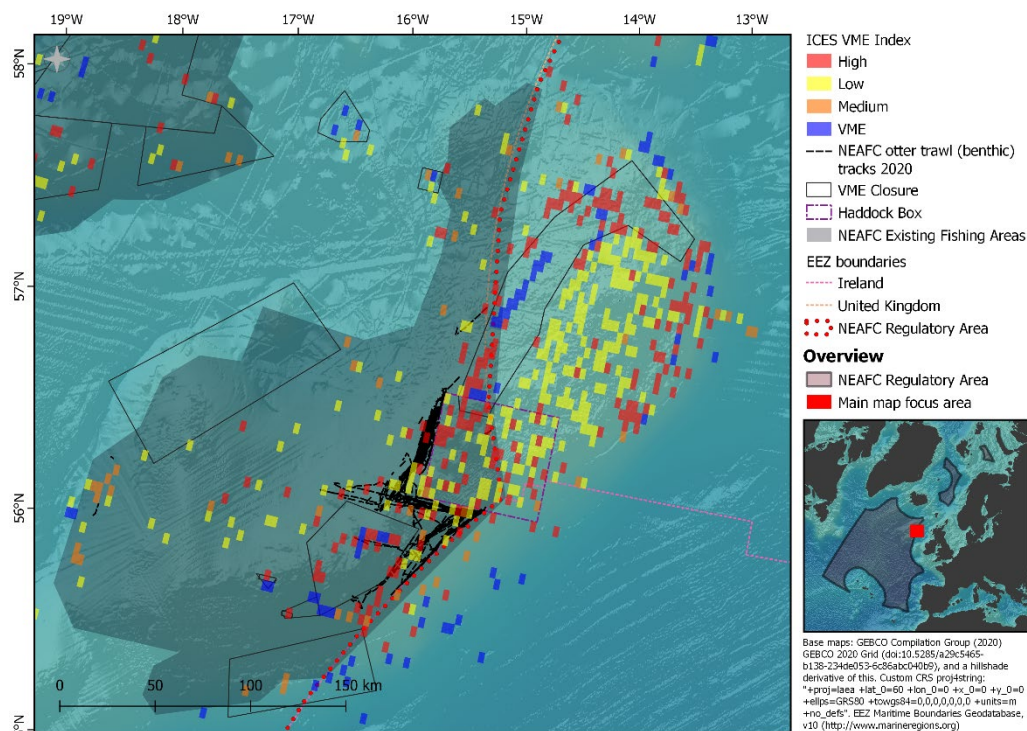 19°W 18°W 17°W 16°W 15°W 14°W 13°W
58°N
57°N
56°N
°N
0 50 100 150 km
ICES VME Index
High
Low
Medium
VME
NEAFC otter trawl (benthic)
tracks 2020
VME Closure
Haddock Box
NEAFC Existing Fishing Areas
EEZ boundaries
Ireland
United Kingdom
NEAFC Regulatory Area
Overview
NEAFC Regulatory Area
Main map focus area
Base maps: GEBCO Compilation Group (2020)
GEBCO 2020 Grid (doi:10.5285/a29c5465-
b138-234de053-6c86abc040b9), and a hillshade
derivative of this. Custom CRS proj4string:
"+proj=laea +lat_0=60 +lon_0=0 +x_0=0 +y_0=0
+ellps=GRS80 +towgs84=0,0,0,0,0,0,0 +units=m
+no_defs". EEZ Maritime Boundaries Geodatabase,
v10 (http://www.marineregions.org)